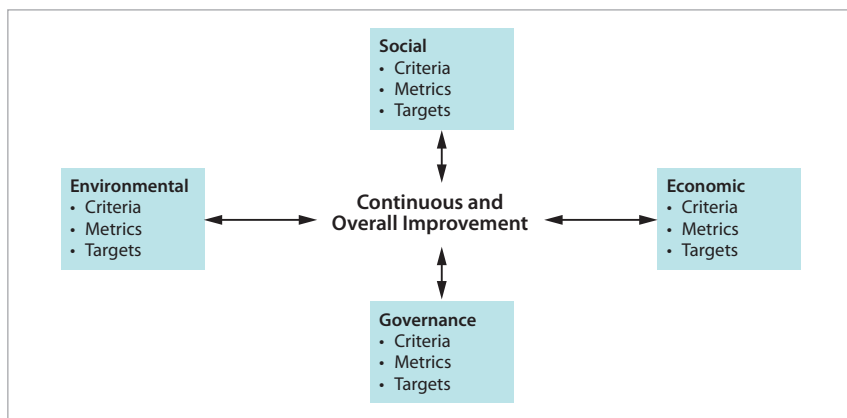 Social
• Criteria
• Metrics
• Targets
Environmental
• Criteria
• Metrics
• Targets
Continuous and
Overall Improvement
Economic
• Criteria
• Metrics
• Targets
Governance
• Criteria
• Metrics
• Targets